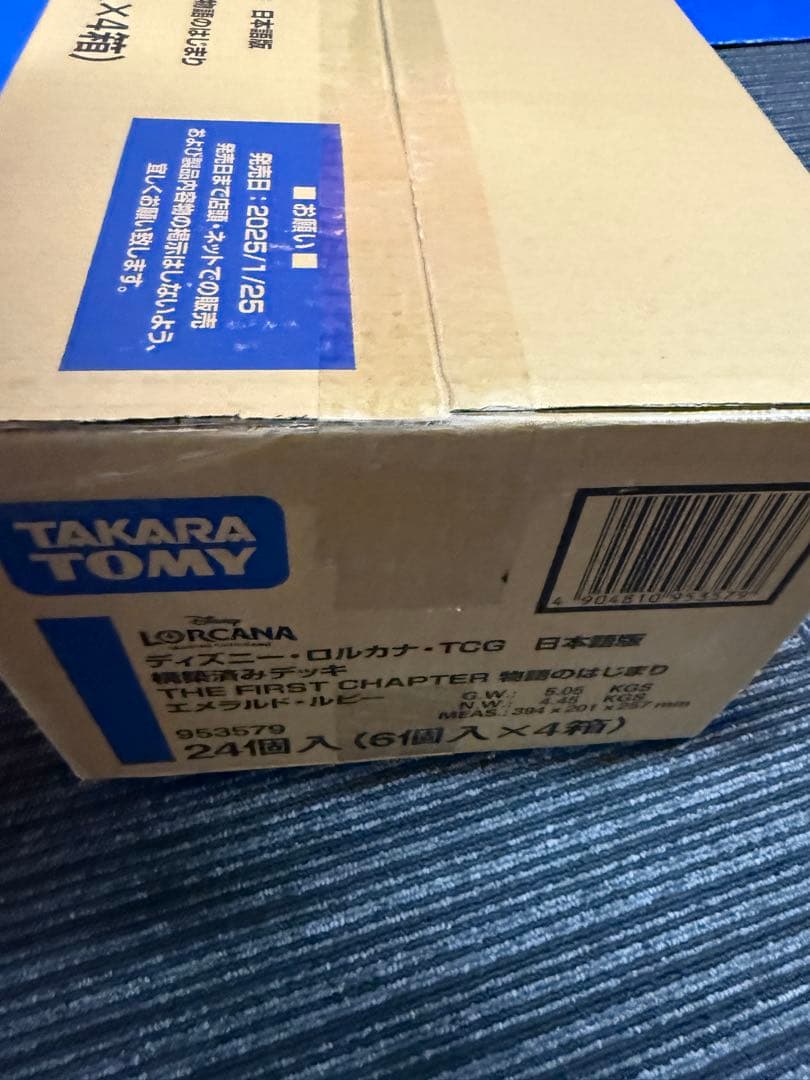 ×4箱)
物語のはじまり
日本語版
■お願い■
発売日：2025/1/25
発売日まで店頭・ネットでの販売
および製品内容物の掲示はしないよう、
宜しくお願い致します。
TAKARA
TOMY
4 904810 953579
Disney
LORCANA
ディズニー・ロルカナ・TCG 日本語版
構築済みデッキ
THE FIRST CHAPTER 物語のはじまり
エメラルド・ルビー
G.W.: 5.05 KGS
N.W.: 4.45 KGS
MEAS.: 394×201×257mm
953579
24個入(6個入×4箱)